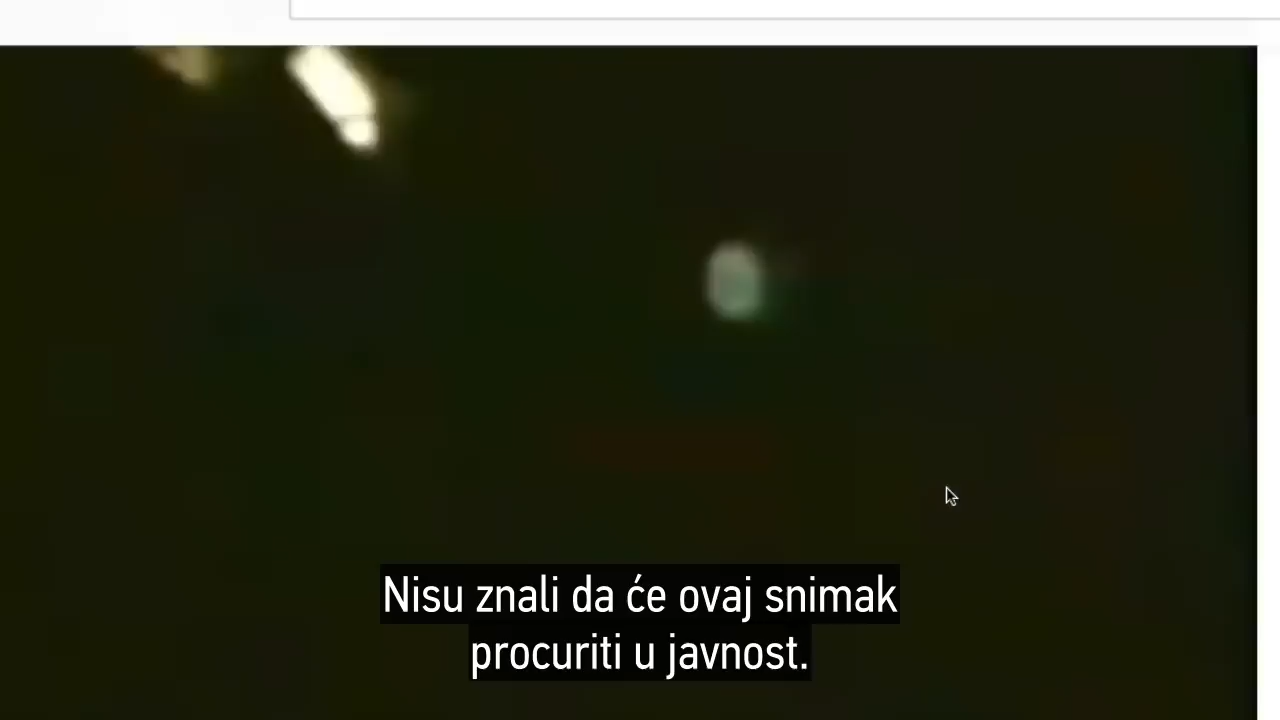 Nisu znali da će ovaj snimak
procuriti u javnost.